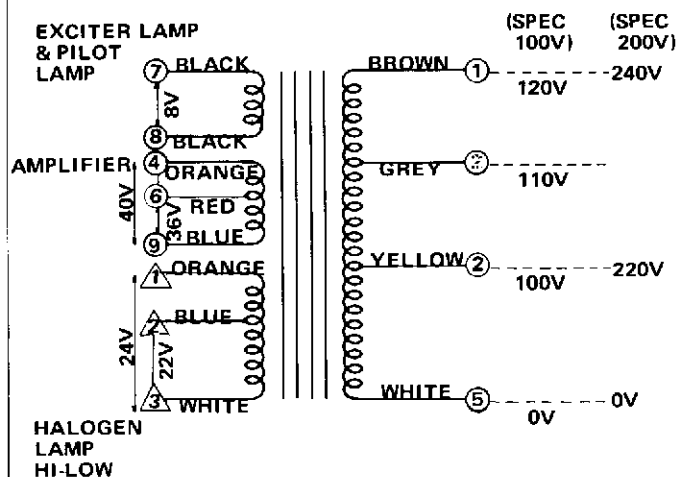 EXCITER LAMP
& PILOT
LAMP
(SPEC 100V)
(SPEC 200V)
7 BLACK
8V
8 BLACK
AMPLIFIER 4 ORANGE
40V
6 RED
36V
9 BLUE
1 ORANGE
24V
2 BLUE
22V
3 WHITE
HALOGEN
LAMP
HI-LOW
BROWN 1 120V 240V
GREY 110V
YELLOW 2 100V 220V
WHITE 5 0V 0V